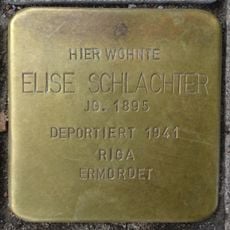 HIER WOHNTE
ELISE SCHLACHTER
JG. 1895
DEPORTIERT 1941
RIGA
ERMORDET